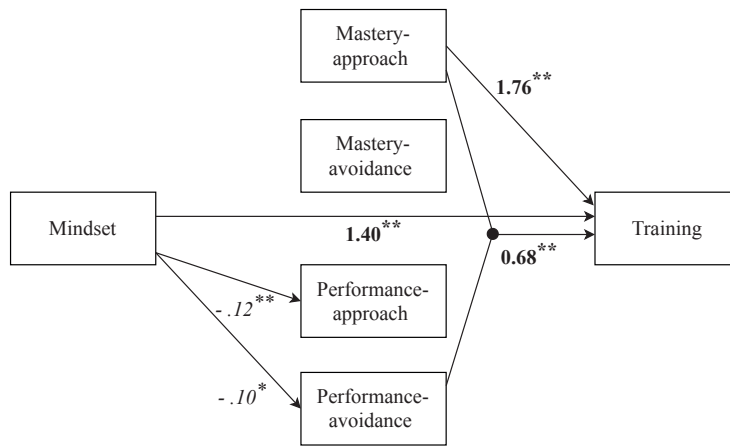 Mastery-
approach
1.76**
Mastery-
avoidance
Mindset
Training
1.40**
0.68**
Performance-
approach
- .12**
Performance-
avoidance
- .10*